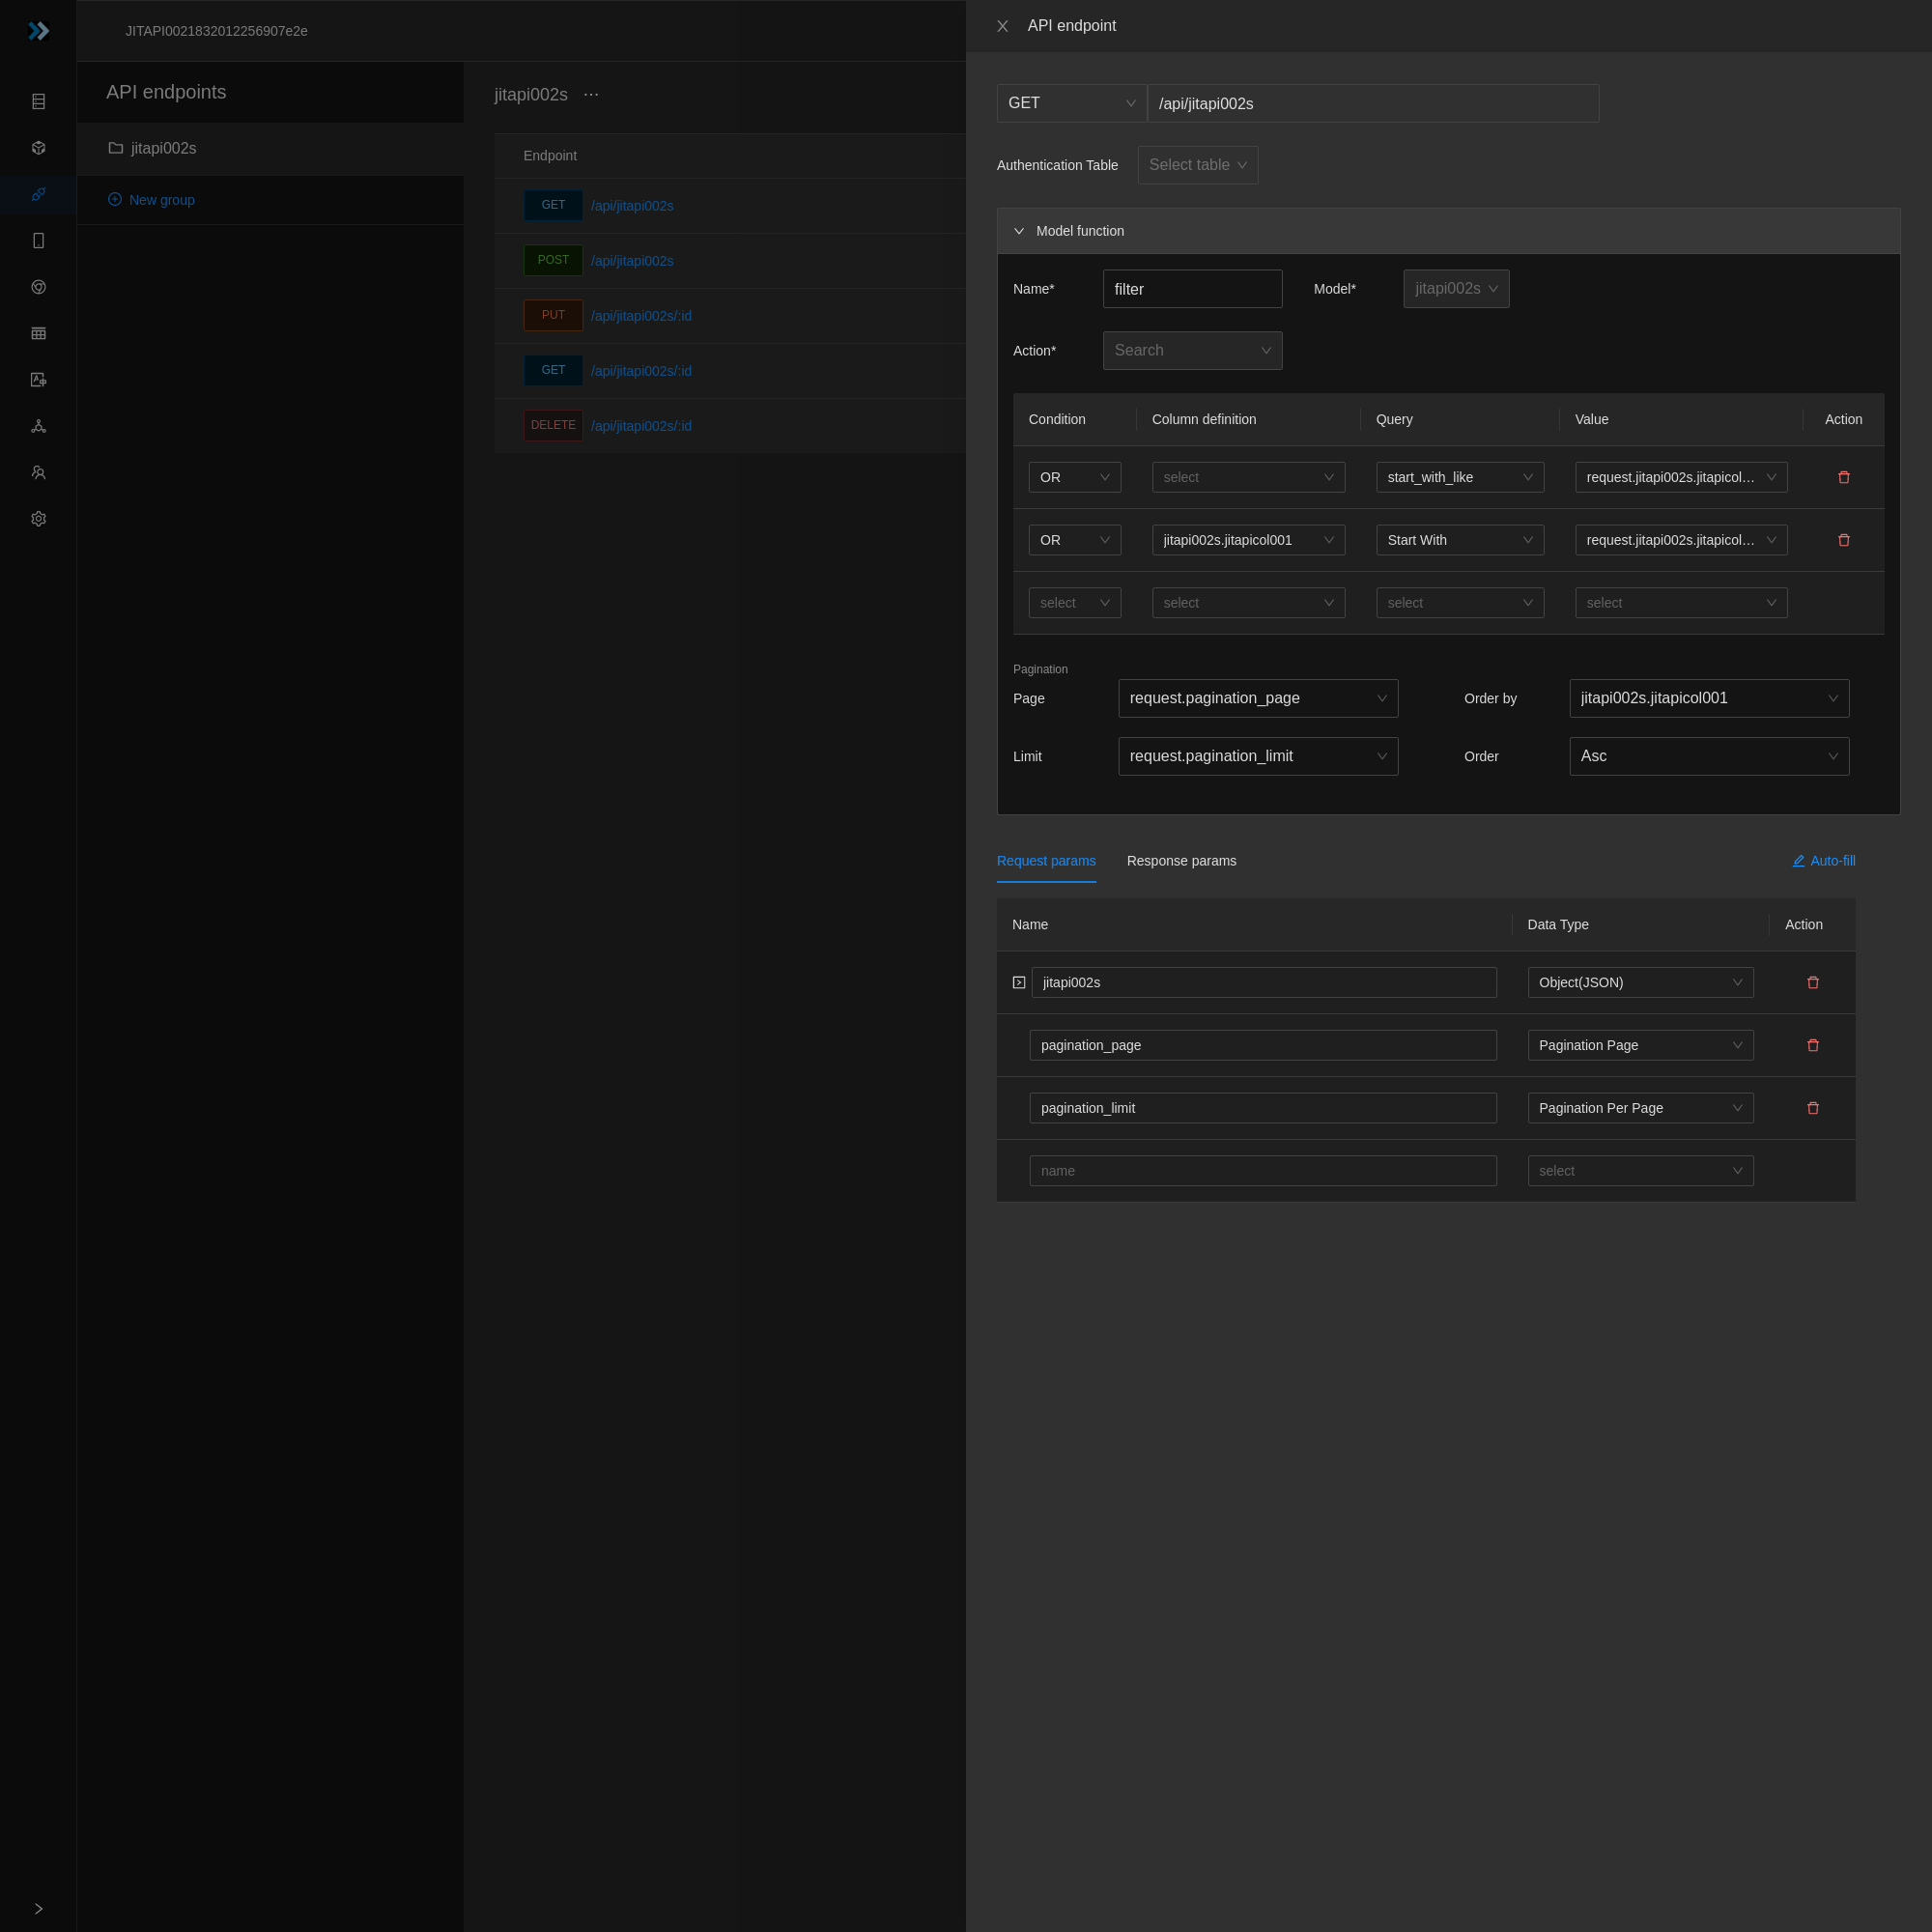 JITAPI0021832012256907e2e
API endpoints
jitapi002s
New group
jitapi002s ···
Endpoint
GET /api/jitapi002s
POST /api/jitapi002s
PUT /api/jitapi002s/:id
GET /api/jitapi002s/:id
DELETE /api/jitapi002s/:id
API endpoint
GET /api/jitapi002s
Authentication Table Select table
Model function
Name* filter Model* jitapi002s
Action* Search
Condition Column definition Query Value Action
OR select start_with_like request.jitapi002s.jitapicol…
OR jitapi002s.jitapicol001 Start With request.jitapi002s.jitapicol…
select select select select
Pagination
Page request.pagination_page Order by jitapi002s.jitapicol001
Limit request.pagination_limit Order Asc
Request params Response params Auto-fill
Name Data Type Action
jitapi002s Object(JSON)
pagination_page Pagination Page
pagination_limit Pagination Per Page
name select